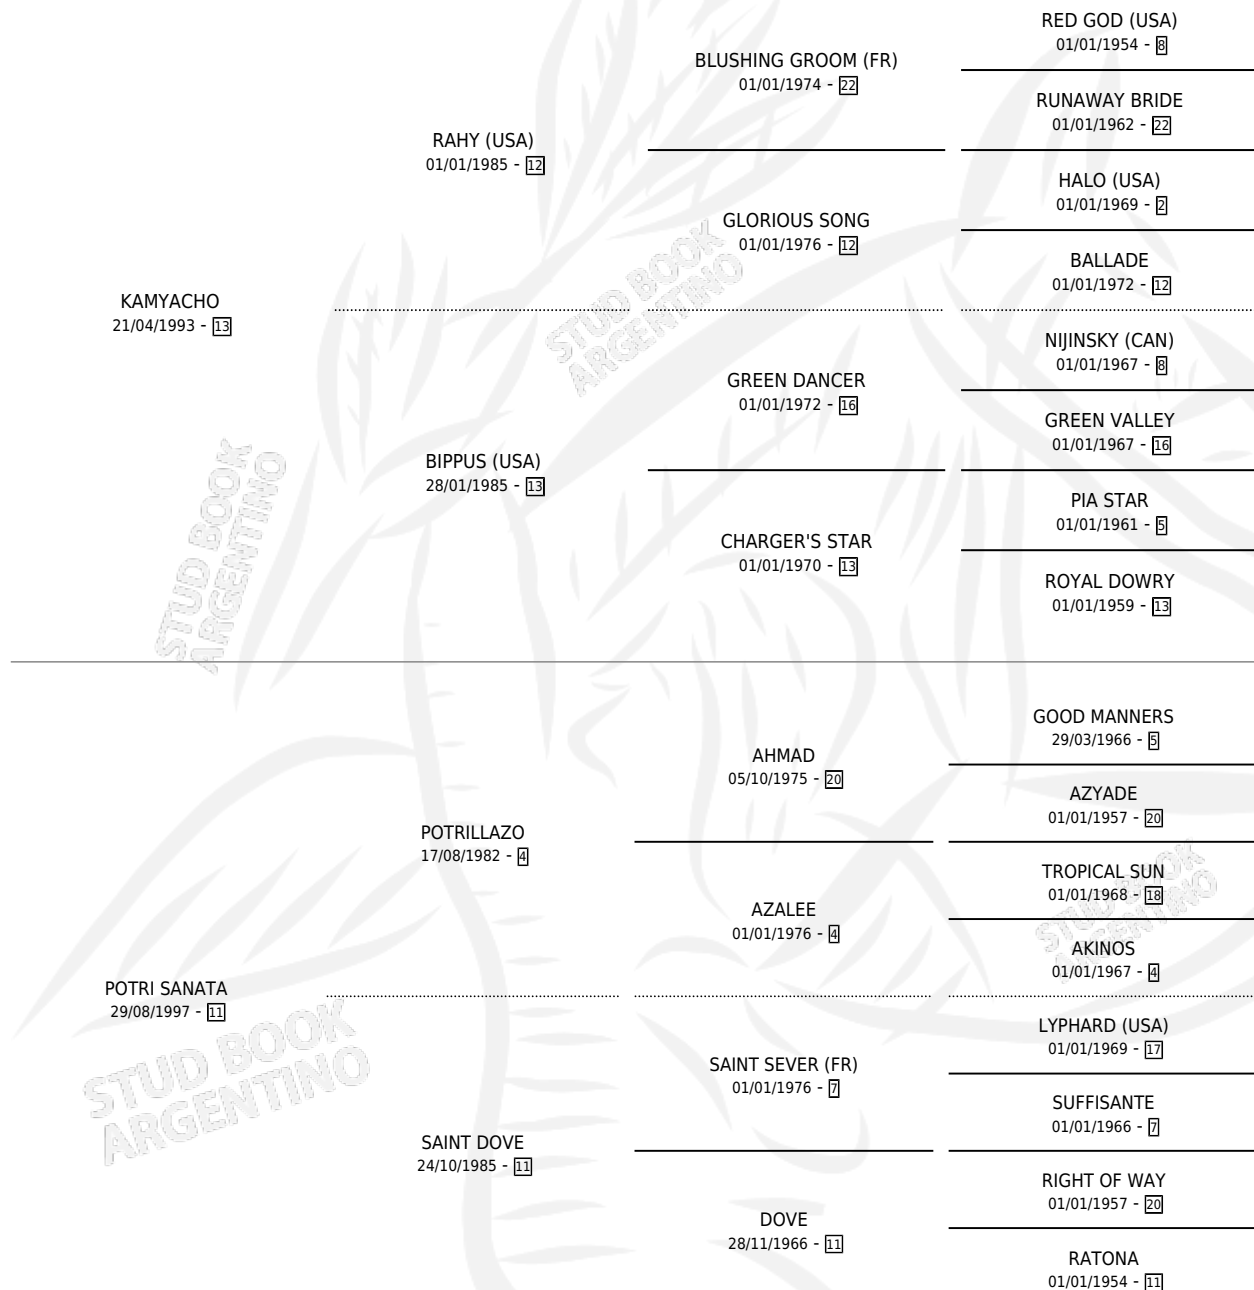 RED GOD (USA)
01/01/1954 - 8
BLUSHING GROOM (FR)
01/01/1974 - 22
RUNAWAY BRIDE
01/01/1962 - 22
RAHY (USA)
01/01/1985 - 12
HALO (USA)
01/01/1969 - 2
GLORIOUS SONG
01/01/1976 - 12
BALLADE
01/01/1972 - 12
STUD BOOK
ARGENTINO
KAMYACHO
21/04/1993 - 13
NIJINSKY (CAN)
01/01/1967 - 8
GREEN DANCER
01/01/1972 - 16
GREEN VALLEY
01/01/1967 - 16
BIPPUS (USA)
28/01/1985 - 13
PIA STAR
01/01/1961 - 5
CHARGER'S STAR
01/01/1970 - 13
ROYAL DOWRY
01/01/1959 - 13
STUD BOOK
ARGENTINO
GOOD MANNERS
29/03/1966 - 5
AHMAD
05/10/1975 - 20
AZYADE
01/01/1957 - 20
POTRILLAZO
17/08/1982 - 4
TROPICAL SUN
01/01/1968 - 18
AZALEE
01/01/1976 - 4
AKINOS
01/01/1967 - 4
STUD BOOK
ARGENTINO
POTRI SANATA
29/08/1997 - 11
LYPHARD (USA)
01/01/1969 - 17
SAINT SEVER (FR)
01/01/1976 - 7
SUFFISANTE
01/01/1966 - 7
STUD BOOK
ARGENTINO
SAINT DOVE
24/10/1985 - 11
RIGHT OF WAY
01/01/1957 - 20
DOVE
28/11/1966 - 11
RATONA
01/01/1954 - 11